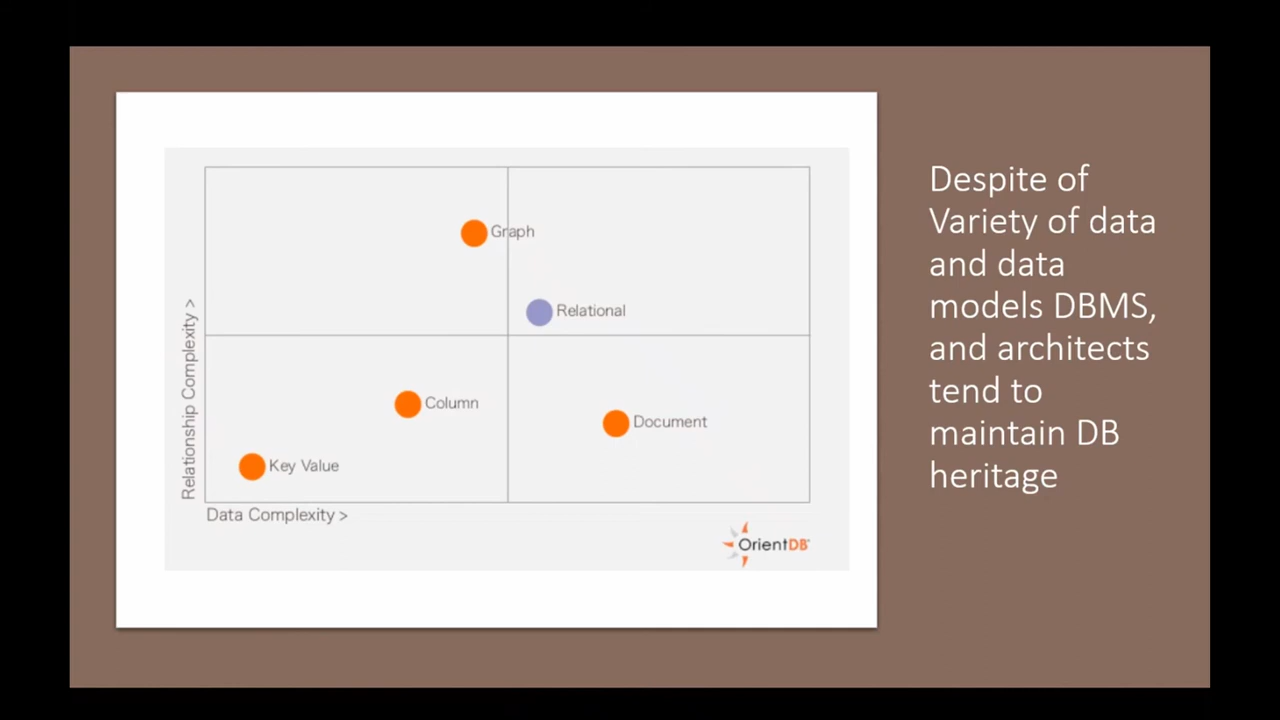 Graph
Relational
Relationship Complexity >
Column
Document
Key Value
Data Complexity >
OrientDB®
Despite of
Variety of data
and data
models DBMS,
and architects
tend to
maintain DB
heritage